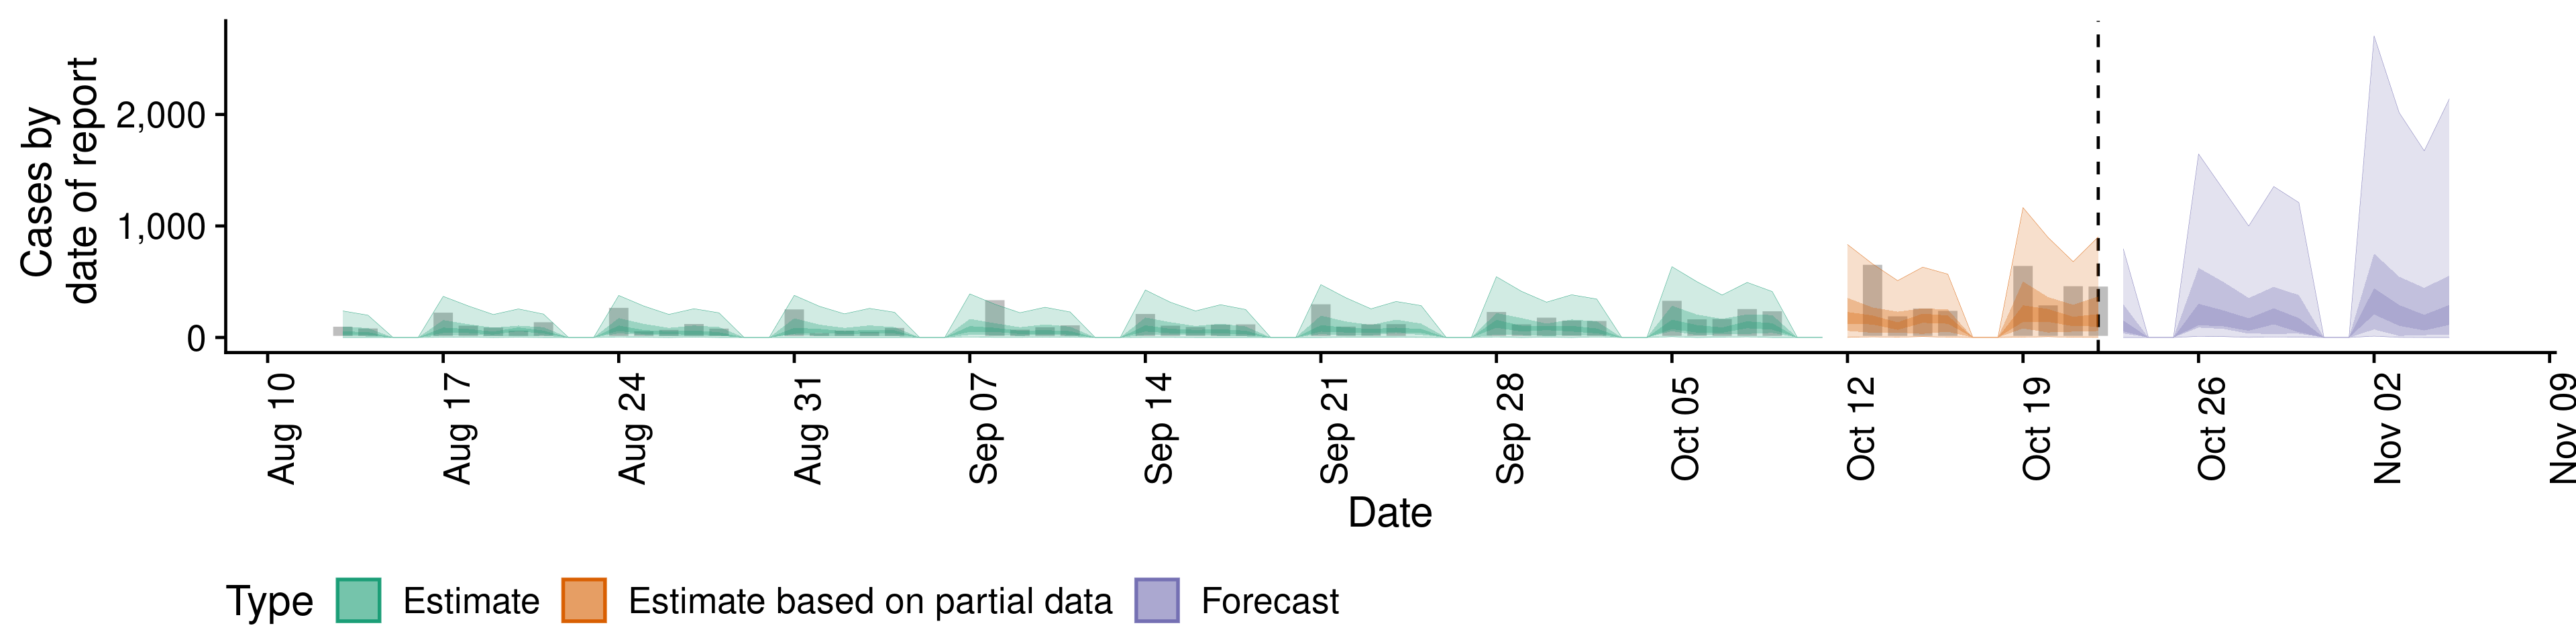 Cases by
date of report
2,000
1,000
0
Aug 10
Aug 17
Aug 24
Aug 31
Sep 07
Sep 14
Sep 21
Sep 28
Oct 05
Oct 12
Oct 19
Oct 26
Nov 02
Nov 09
Date
Type
Estimate
Estimate based on partial data
Forecast